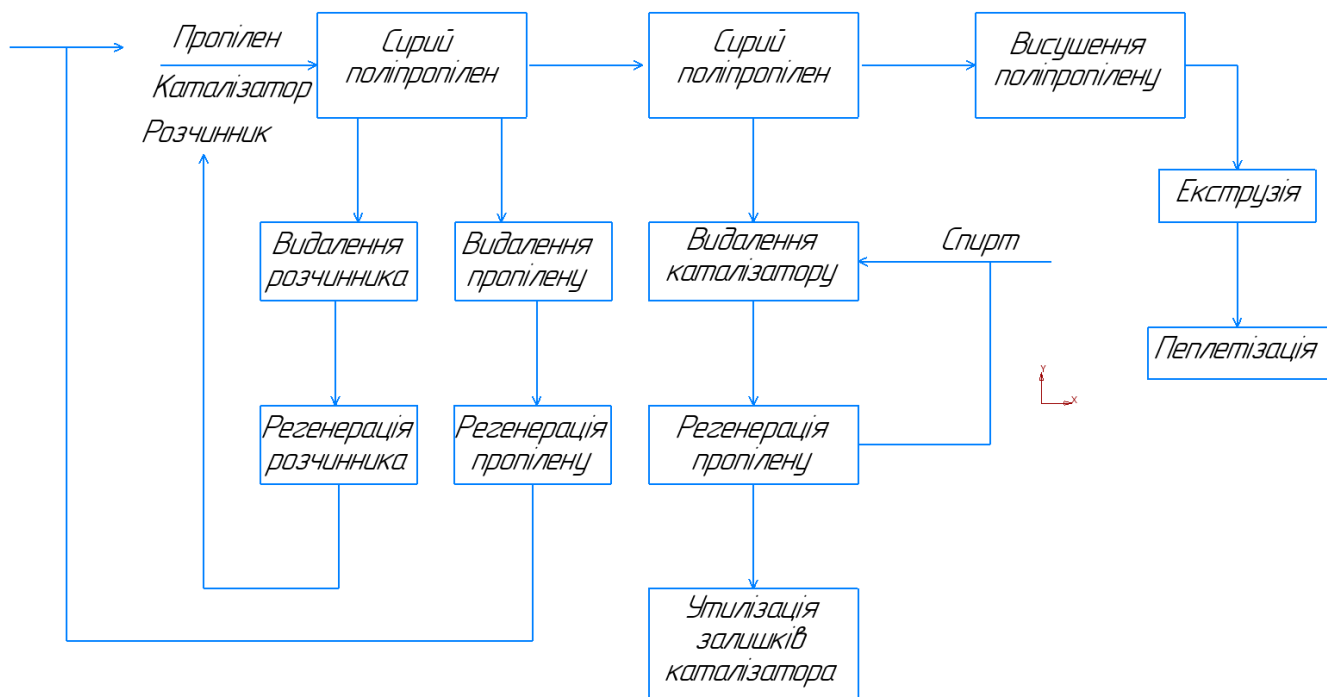 Пропілен
Каталізатор
Розчинник
Сирий
поліпропілен
Сирий
поліпропілен
Висушення
поліпропілену
Екструзія
Видалення
розчинника
Видалення
пропілену
Видалення
каталізатору
Спирт
Пеплетізація
Y
X
Регенерація
розчинника
Регенерація
пропілену
Регенерація
пропілену
Утилізація
залишків
каталізатора